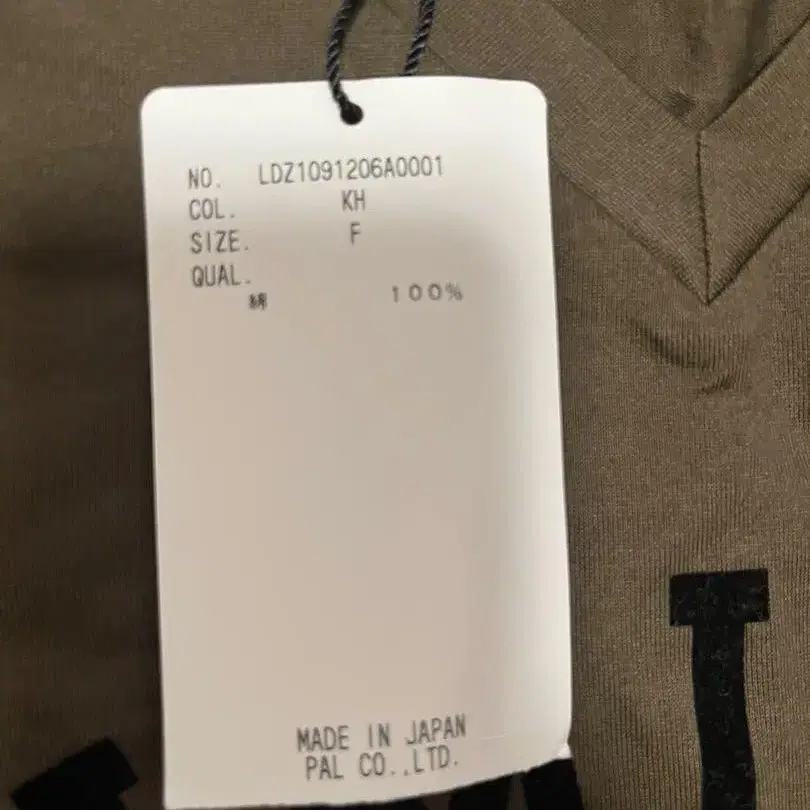 NO. LDZ1091206A0001
COL. KH
SIZE. F
QUAL.
綿 100%
MADE IN JAPAN
PAL CO.,LTD.